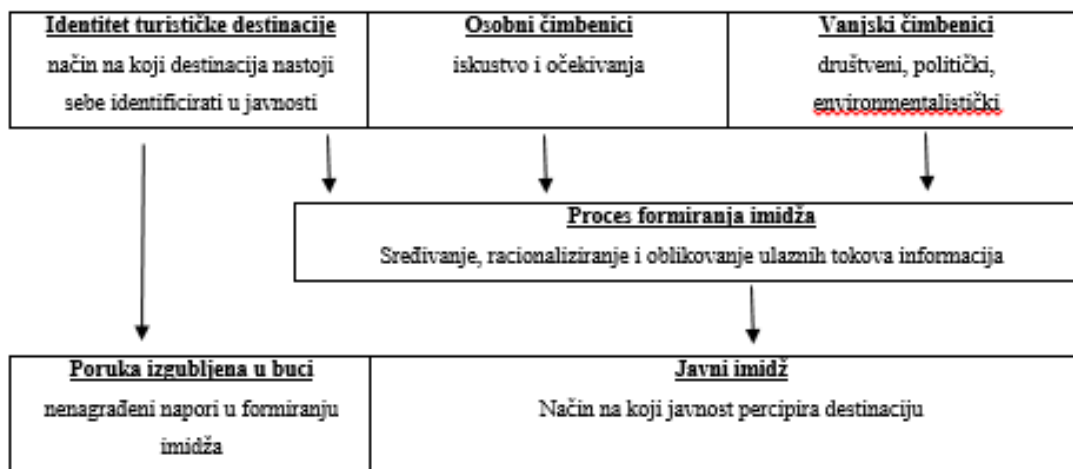 Identitet turističke destinacije
način na koji destinacija nastoji
sebe identificirati u javnosti
Osobni čimbenici
iskustvo i očekivanja
Vanjski čimbenici
društveni, politički,
environmentalistički
Proces formiranja imidža
Sređivanje, racionaliziranje i oblikovanje ulaznih tokova informacija
Poruka izgubljena u buci
nenagrađeni napori u formiranju
imidža
Javni imidž
Način na koji javnost percipira destinaciju